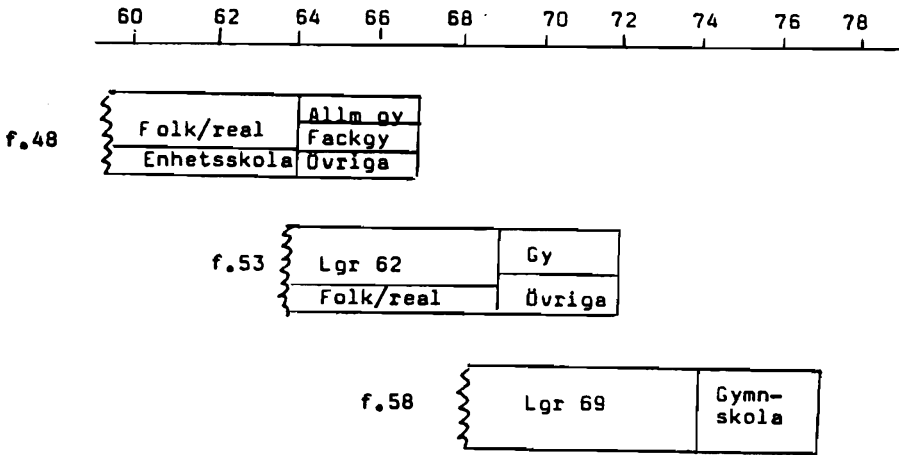 60 62 64 66 68 70 72 74 76 78
f.48
Folk/real
Enhetsskola
Allm gy
Fackgy
Övriga
f.53
Lgr 62
Folk/real
Gy
Övriga
f.58
Lgr 69
Gymn-
skola